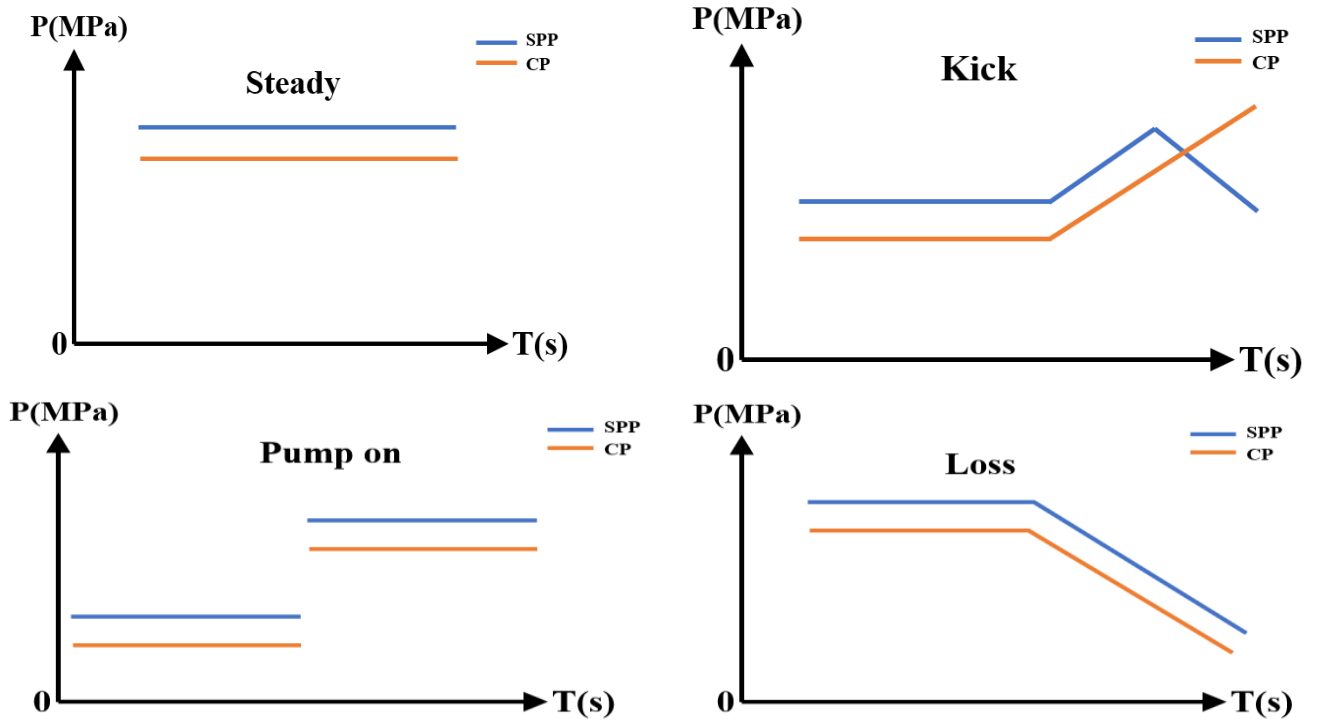 P(MPa)
SPP
CP
Steady
0
T(s)
P(MPa)
SPP
CP
Kick
0
T(s)
P(MPa)
SPP
CP
Pump on
0
T(s)
P(MPa)
SPP
CP
Loss
0
T(s)